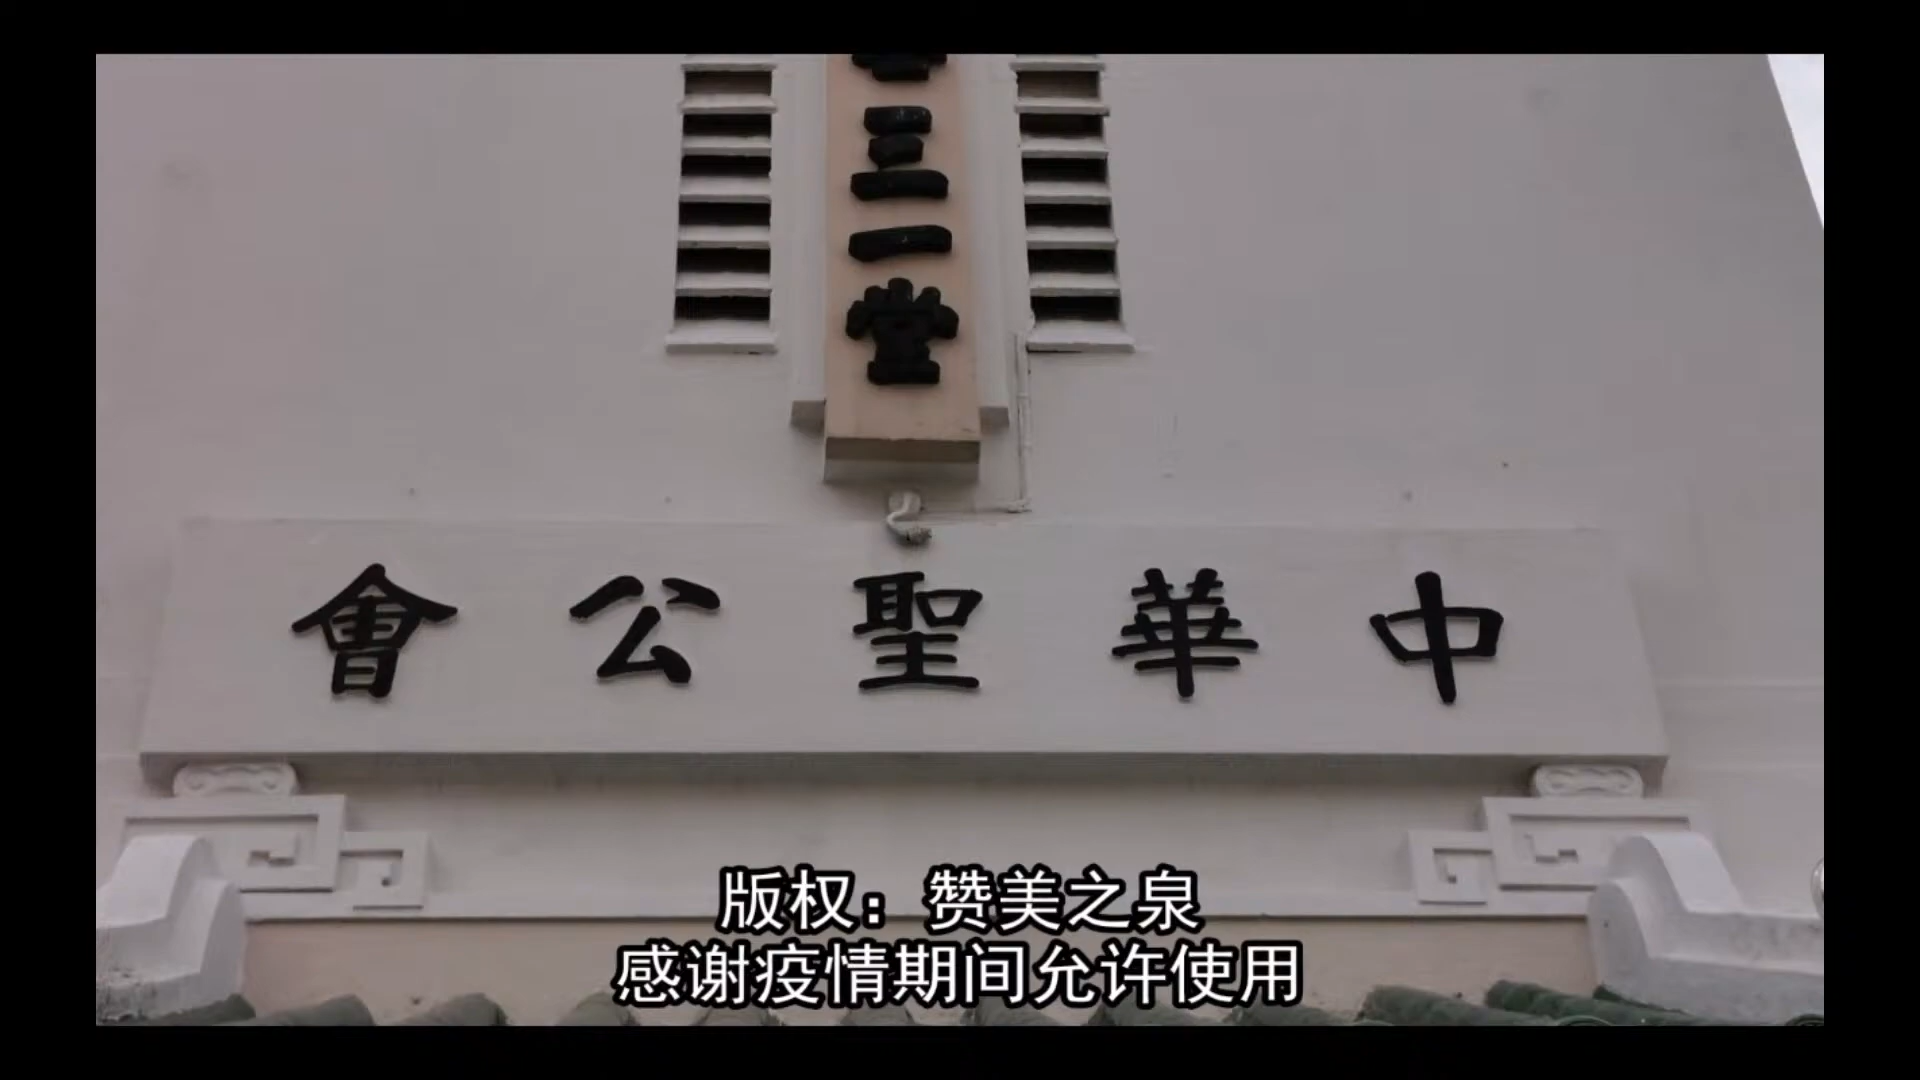 三一堂
中華聖公會
版权：赞美之泉
感谢疫情期间允许使用